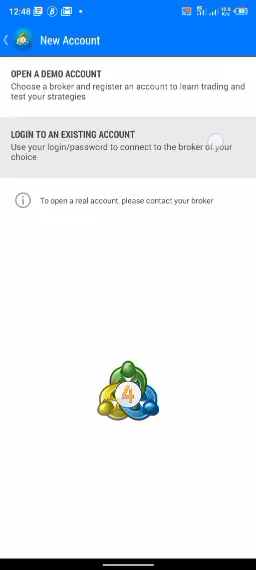 12:48
New Account
OPEN A DEMO ACCOUNT
Choose a broker and register an account to learn trading and
test your strategies
LOGIN TO AN EXISTING ACCOUNT
Use your login/password to connect to the broker of your
choice
To open a real account, please contact your broker
4